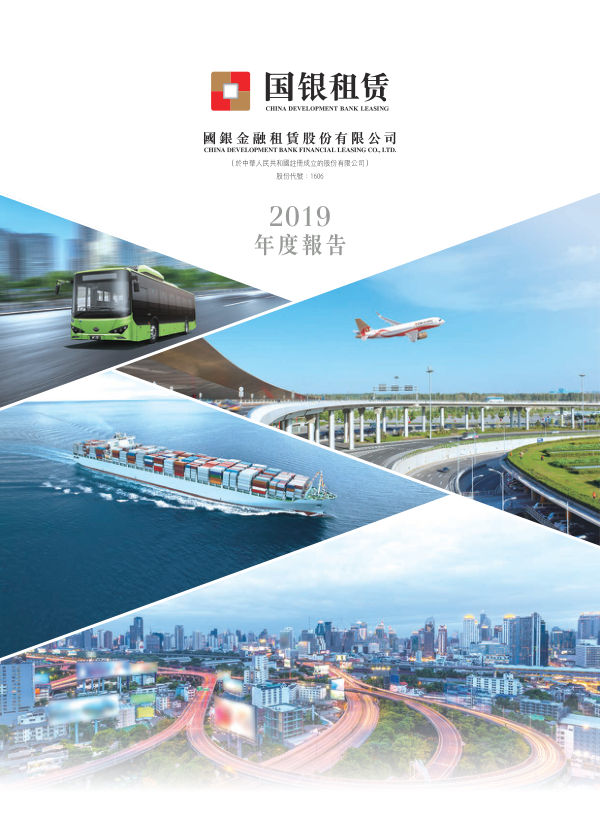 国银租赁
CHINA DEVELOPMENT BANK LEASING
國銀金融租賃股份有限公司
CHINA DEVELOPMENT BANK FINANCIAL LEASING CO., LTD.
（於中華人民共和國註冊成立的股份有限公司）
股份代號：1606
2019
年度報告